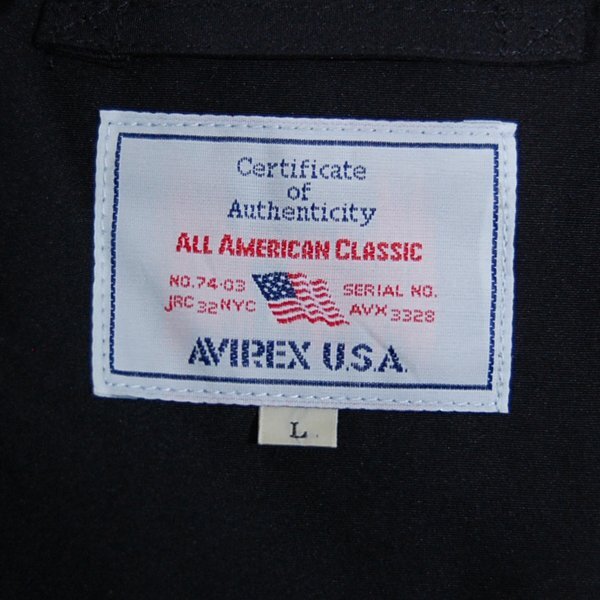 Certificate
of
Authenticity
ALL AMERICAN CLASSIC
NO.74-03 SERIAL NO.
JRC 32 NYC AVX 3328
AVIREX U.S.A.
L